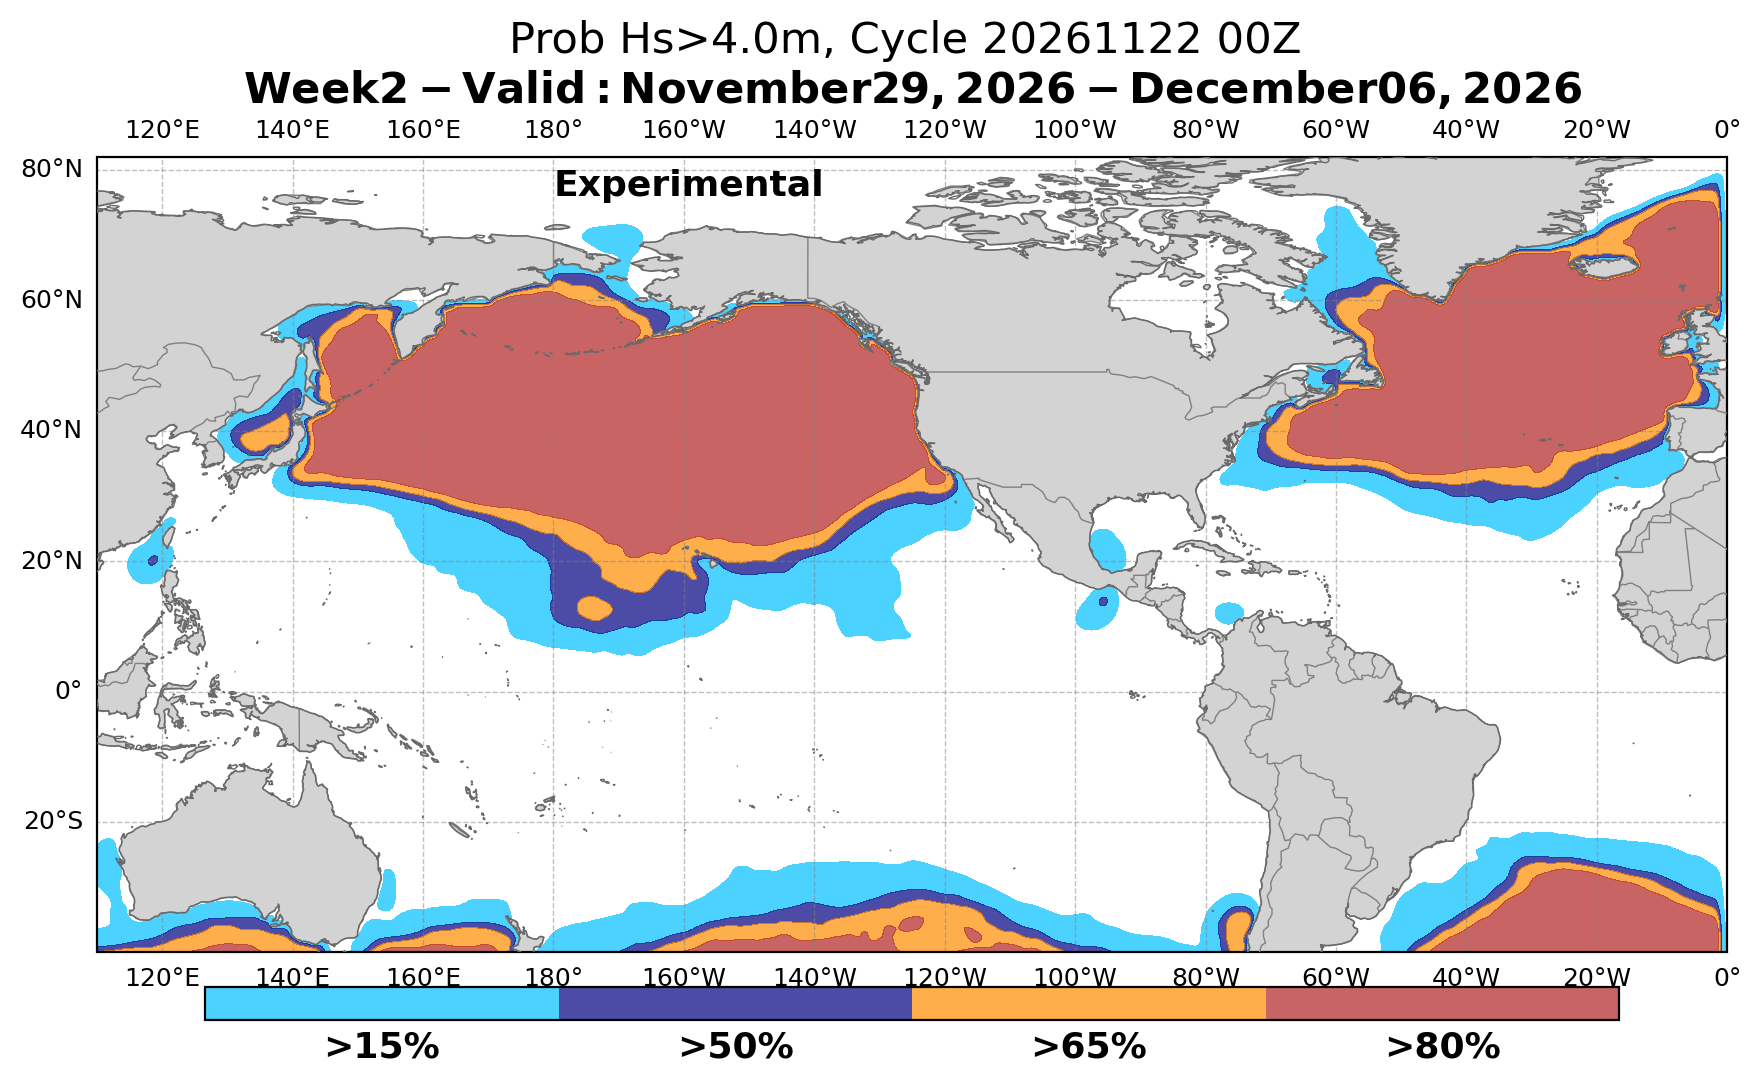 Prob Hs>4.0m, Cycle 20261122 00Z
Week2 − Valid : November29, 2026 − December06, 2026
120°E 140°E 160°E 180° 160°W 140°W 120°W 100°W 80°W 60°W 40°W 20°W 0°
80°N
Experimental
60°N
40°N
20°N
0°
20°S
120°E 140°E 160°E 180° 160°W 140°W 120°W 100°W 80°W 60°W 40°W 20°W 0°
>15% >50% >65% >80%